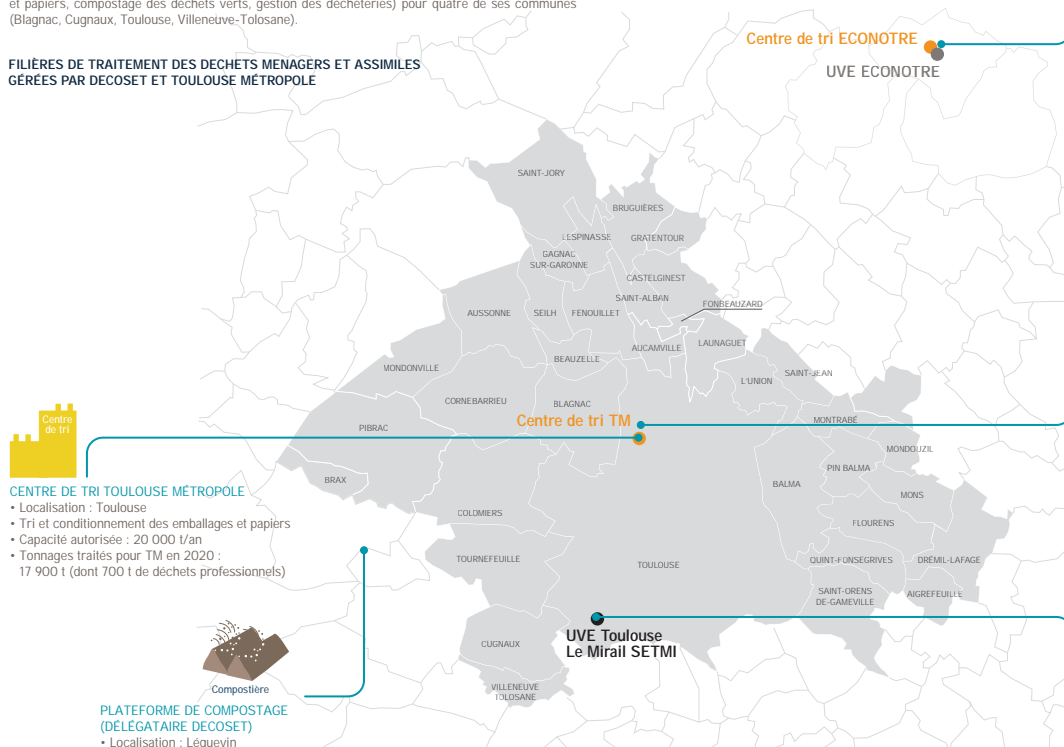 et papiers, compostage des déchets verts, gestion des déchèteries) pour quatre de ses communes
(Blagnac, Cugnaux, Toulouse, Villeneuve-Tolosane).
FILIÈRES DE TRAITEMENT DES DECHETS MENAGERS ET ASSIMILES
GÉRÉES PAR DECOSET ET TOULOUSE MÉTROPOLE
Centre de tri ECONOTRE
UVE ECONOTRE
SAINT-JORY
BRUGUIÈRES
LESPINASSE
GRATENTOUR
GAGNAC
SUR-GARONNE
CASTELGINEST
SAINT-ALBAN
FONBEAUZARD
AUSSONNE
SEILH
FENOUILLET
AUCAMVILLE
LAUNAGUET
BEAUZELLE
MONDONVILLE
L'UNION
SAINT-JEAN
CORNEBARRIEU
BLAGNAC
Centre de tri TM
MONTRABÉ
PIBRAC
MONDOUZIL
PIN BALMA
BRAX
BALMA
MONS
COLOMIERS
FLOURENS
TOURNEFEUILLE
TOULOUSE
QUINT-FONSEGRIVES
DRÉMIL-LAFAGE
SAINT-ORENS
DE-GAMEVILLE
AIGREFEUILLE
UVE Toulouse
Le Mirail SETMI
CUGNAUX
VILLENEUVE
TOLOSANE
Centre
de tri
CENTRE DE TRI TOULOUSE MÉTROPOLE
• Localisation : Toulouse
• Tri et conditionnement des emballages et papiers
• Capacité autorisée : 20 000 t/an
• Tonnages traités pour TM en 2020 :
17 900 t (dont 700 t de déchets professionnels)
Compostière
PLATEFORME DE COMPOSTAGE
(DÉLÉGATAIRE DECOSET)
• Localisation : Léguevin